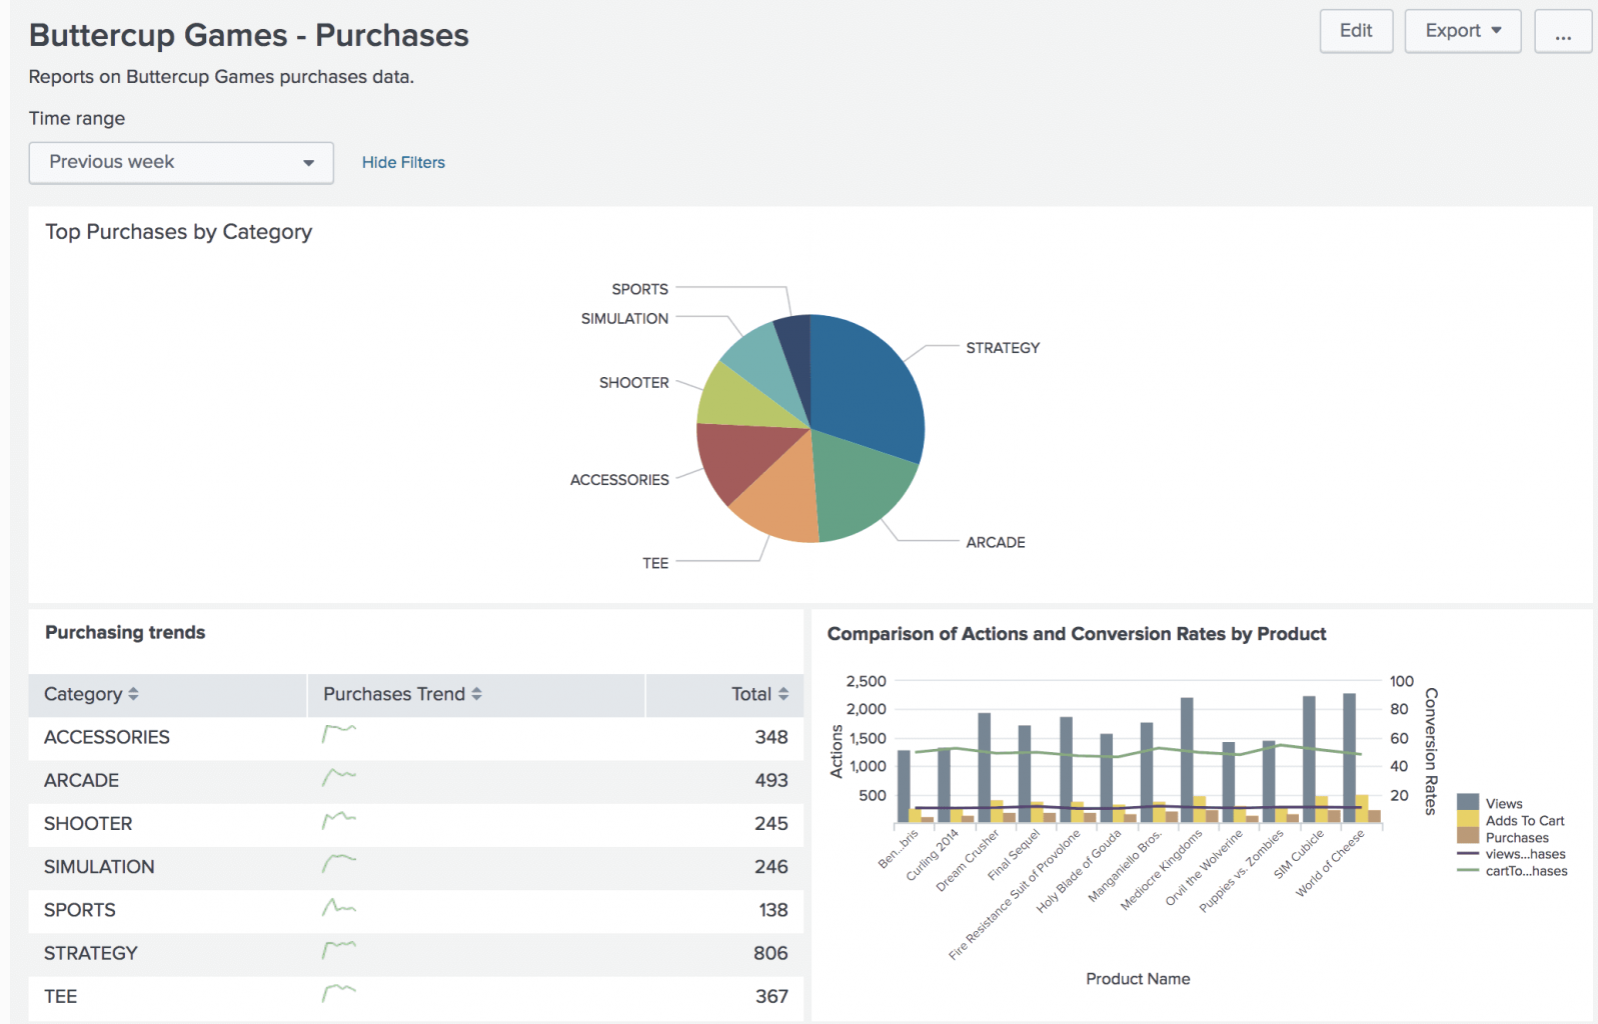 Buttercup Games - Purchases
Edit
Export
...
Reports on Buttercup Games purchases data.
Time range
Previous week
Hide Filters
Top Purchases by Category
SPORTS
SIMULATION
STRATEGY
SHOOTER
ACCESSORIES
ARCADE
TEE
Purchasing trends
Category
Purchases Trend
Total
ACCESSORIES 348
ARCADE 493
SHOOTER 245
SIMULATION 246
SPORTS 138
STRATEGY 806
TEE 367
Comparison of Actions and Conversion Rates by Product
2,500
2,000
1,500
1,000
500
Actions
100
80
60
40
20
Conversion Rates
Ben...bris
Curling 2014
Dream Crusher
Final Sequel
Fire Resistance Suit of Provolone
Holy Blade of Gouda
Manganiello Bros.
Mediocre Kingdoms
Orvil the Wolverine
Puppies vs. Zombies
SIM Cubicle
World of Cheese
Product Name
Views
Adds To Cart
Purchases
views...hases
cartTo...hases